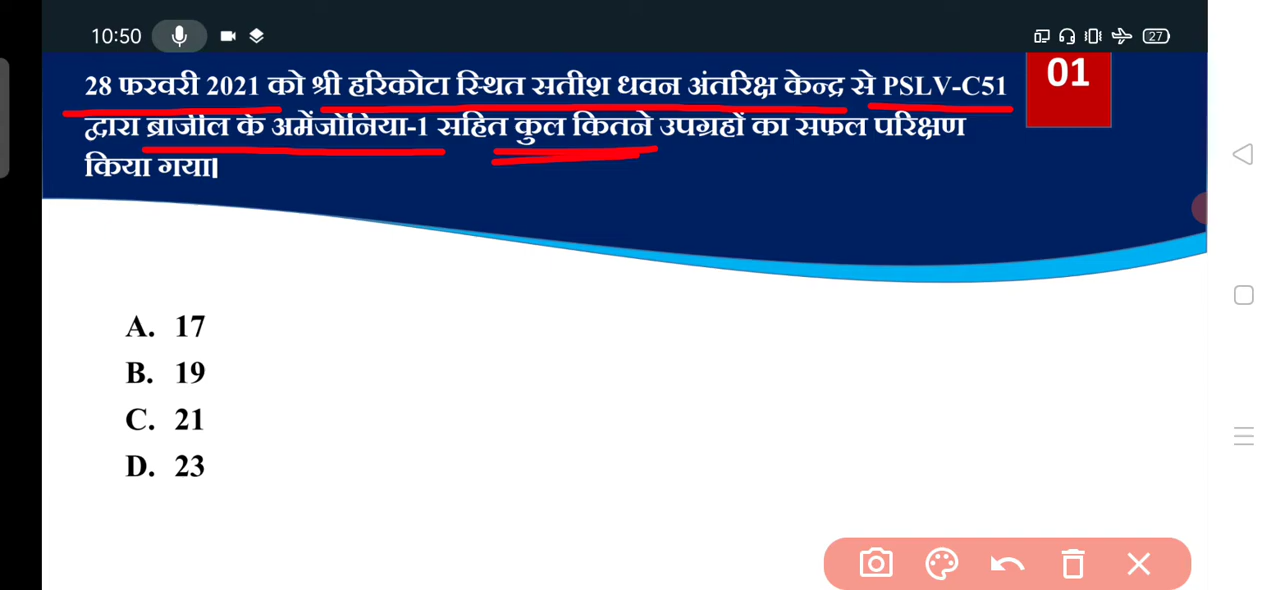 10:50
27
01
28 फरवरी 2021 को श्री हरिकोटा स्थित सतीश धवन अंतरिक्ष केन्द्र से PSLV-C51
द्वारा ब्राजील के अमेंजोनिया-1 सहित कुल कितने उपग्रहों का सफल परिक्षण
किया गया।
A. 17
B. 19
C. 21
D. 23